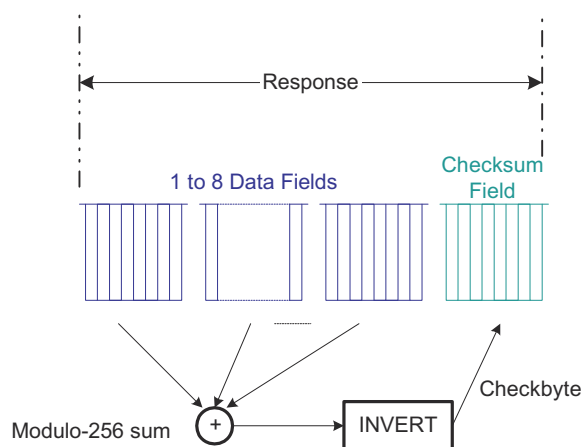 Response
1 to 8 Data Fields
Checksum
Field
Checkbyte
Modulo-256 sum
+
INVERT